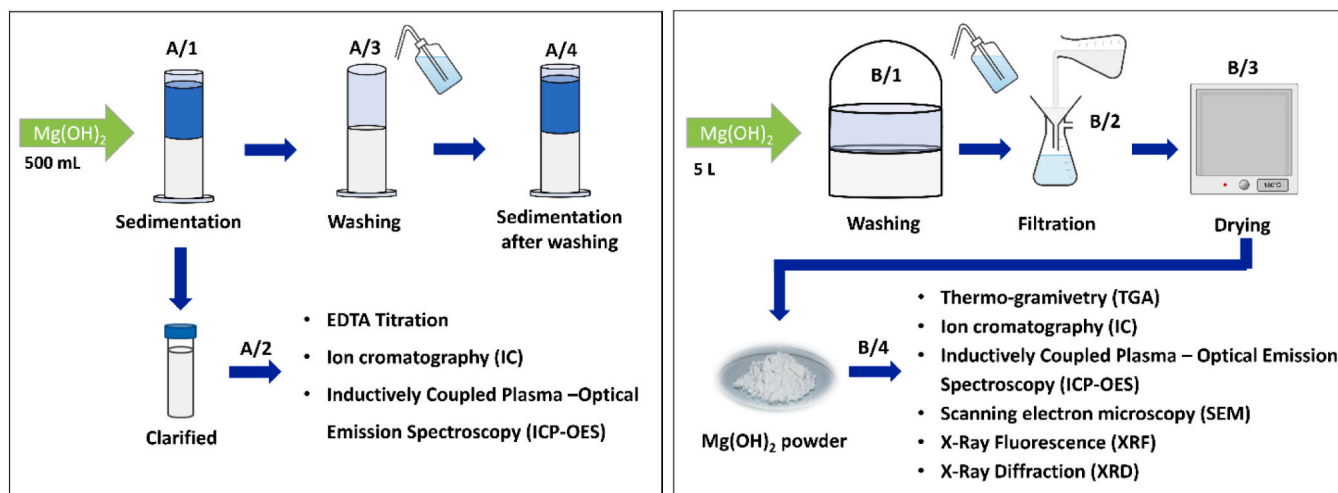 A/1
A/3
A/4
Mg(OH)₂
500 mL
Sedimentation
Washing
Sedimentation
after washing
A/2
Clarified
• EDTA Titration
• Ion cromatography (IC)
• Inductively Coupled Plasma –Optical
Emission Spectroscopy (ICP-OES)
B/1
B/2
B/3
Mg(OH)₂
5 L
180°C
Washing
Filtration
Drying
B/4
Mg(OH)₂ powder
• Thermo-gramivetry (TGA)
• Ion cromatography (IC)
• Inductively Coupled Plasma – Optical Emission
Spectroscopy (ICP-OES)
• Scanning electron microscopy (SEM)
• X-Ray Fluorescence (XRF)
• X-Ray Diffraction (XRD)